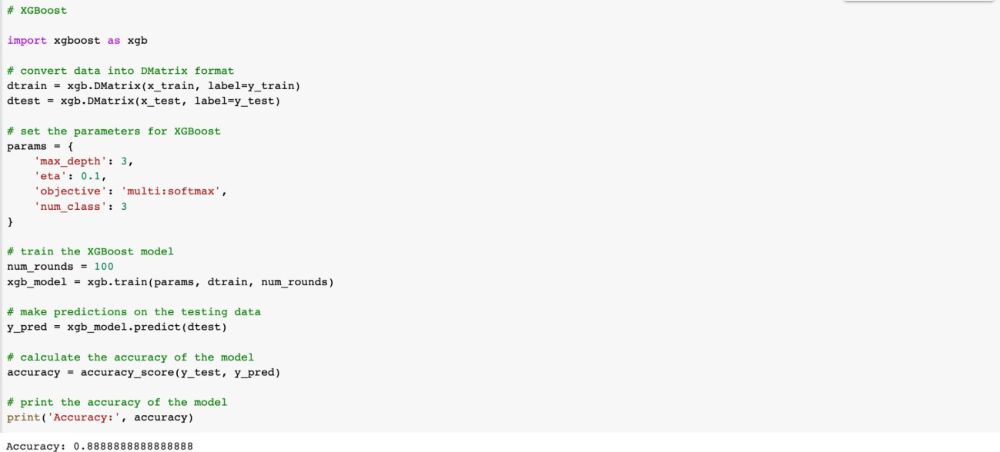 # XGBoost
import xgboost as xgb
# convert data into DMatrix format
dtrain = xgb.DMatrix(x_train, label=y_train)
dtest = xgb.DMatrix(x_test, label=y_test)
# set the parameters for XGBoost
params = {
    'max_depth': 3,
    'eta': 0.1,
    'objective': 'multi:softmax',
    'num_class': 3
}
# train the XGBoost model
num_rounds = 100
xgb_model = xgb.train(params, dtrain, num_rounds)
# make predictions on the testing data
y_pred = xgb_model.predict(dtest)
# calculate the accuracy of the model
accuracy = accuracy_score(y_test, y_pred)
# print the accuracy of the model
print('Accuracy:', accuracy)
Accuracy: 0.8888888888888888